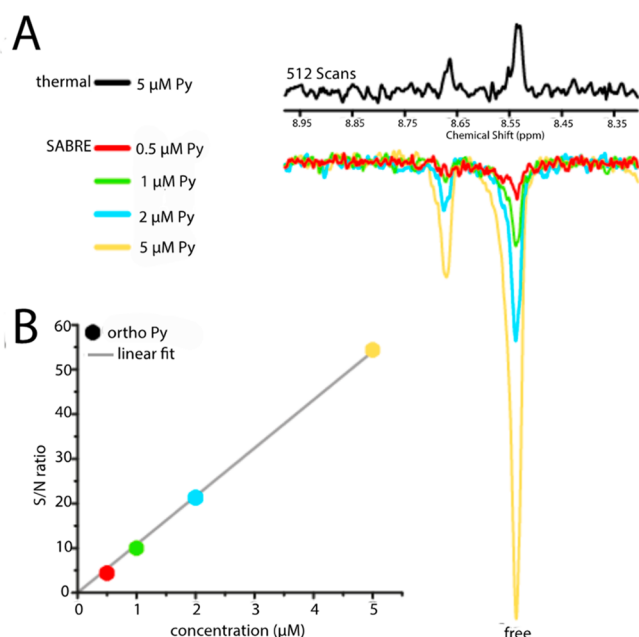 A
thermal 5 µM Py
SABRE 0.5 µM Py
1 µM Py
2 µM Py
5 µM Py
512 Scans
8.95 8.85 8.75 8.65 8.55 8.45 8.35
Chemical Shift (ppm)
free
B
ortho Py
linear fit
60
50
40
30
20
10
0
S/N ratio
0 1 2 3 4 5
concentration (µM)